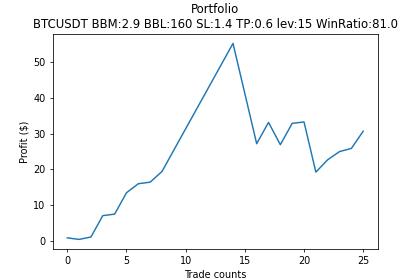 Portfolio
BTCUSDT BBM:2.9 BBL:160 SL:1.4 TP:0.6 lev:15 WinRatio:81.0
50
40
30
20
10
0
Profit ($)
0 5 10 15 20 25
Trade counts